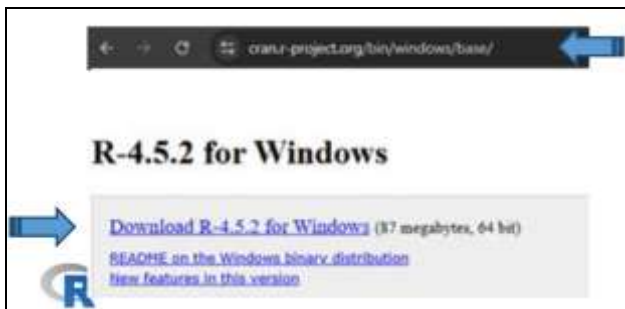 cran.r-project.org/bin/windows/base/
R-4.5.2 for Windows
Download R-4.5.2 for Windows (87 megabytes, 64 bit)
README on the Windows binary distribution
New features in this version
R